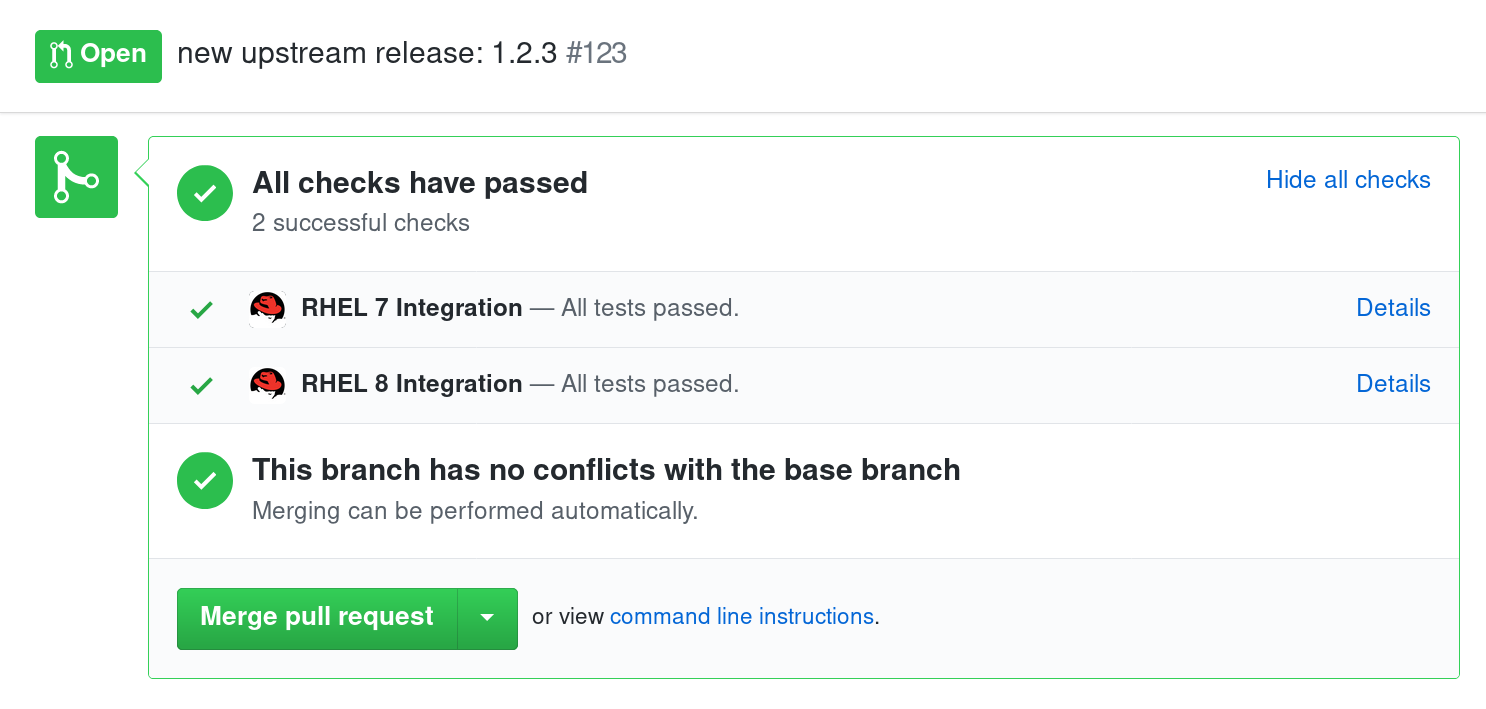 Open new upstream release: 1.2.3 #123
All checks have passed
Hide all checks
2 successful checks
RHEL 7 Integration — All tests passed. Details
RHEL 8 Integration — All tests passed. Details
This branch has no conflicts with the base branch
Merging can be performed automatically.
Merge pull request or view command line instructions.